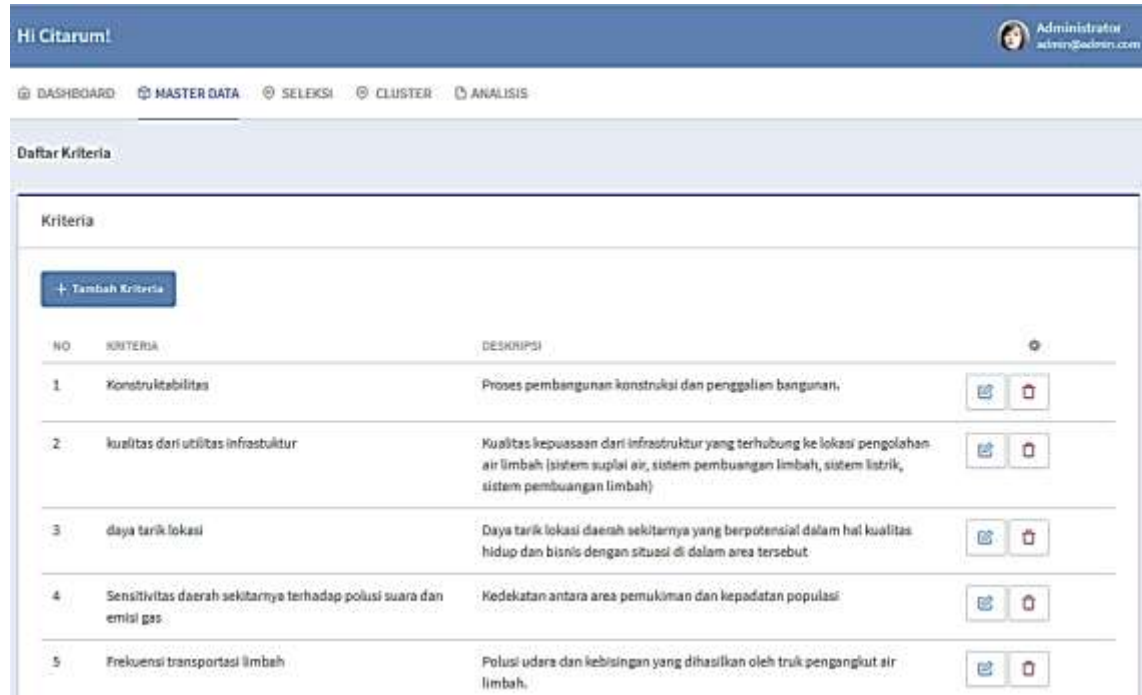 Hi Citarum!
Administrator
admin@admin.com
DASHBOARD MASTER DATA SELEKSI CLUSTER ANALISIS
Daftar Kriteria
Kriteria
+ Tambah Kriteria
NO KRITERIA DESKRIPSI
1 Konstruktabilitas Proses pembangunan konstruksi dan penggalian bangunan.
2 kualitas dari utilitas infrastuktur Kualitas kepuasaan dari infrastruktur yang terhubung ke lokasi pengolahan
air limbah (sistem suplai air, sistem pembuangan limbah, sistem listrik,
sistem pembuangan limbah)
3 daya tarik lokasi Daya tarik lokasi daerah sekitarnya yang berpotensial dalam hal kualitas
hidup dan bisnis dengan situasi di dalam area tersebut
4 Sensitivitas daerah sekitarnya terhadap polusi suara dan Kedekatan antara area pemukiman dan kepadatan populasi
emisi gas
5 Frekuensi transportasi limbah Polusi udara dan kebisingan yang dihasilkan oleh truk pengangkut air
limbah.